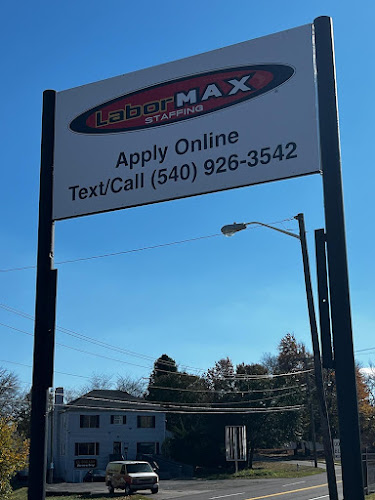 LaborMAX
STAFFING
Apply Online
Text/Call (540) 926-3542